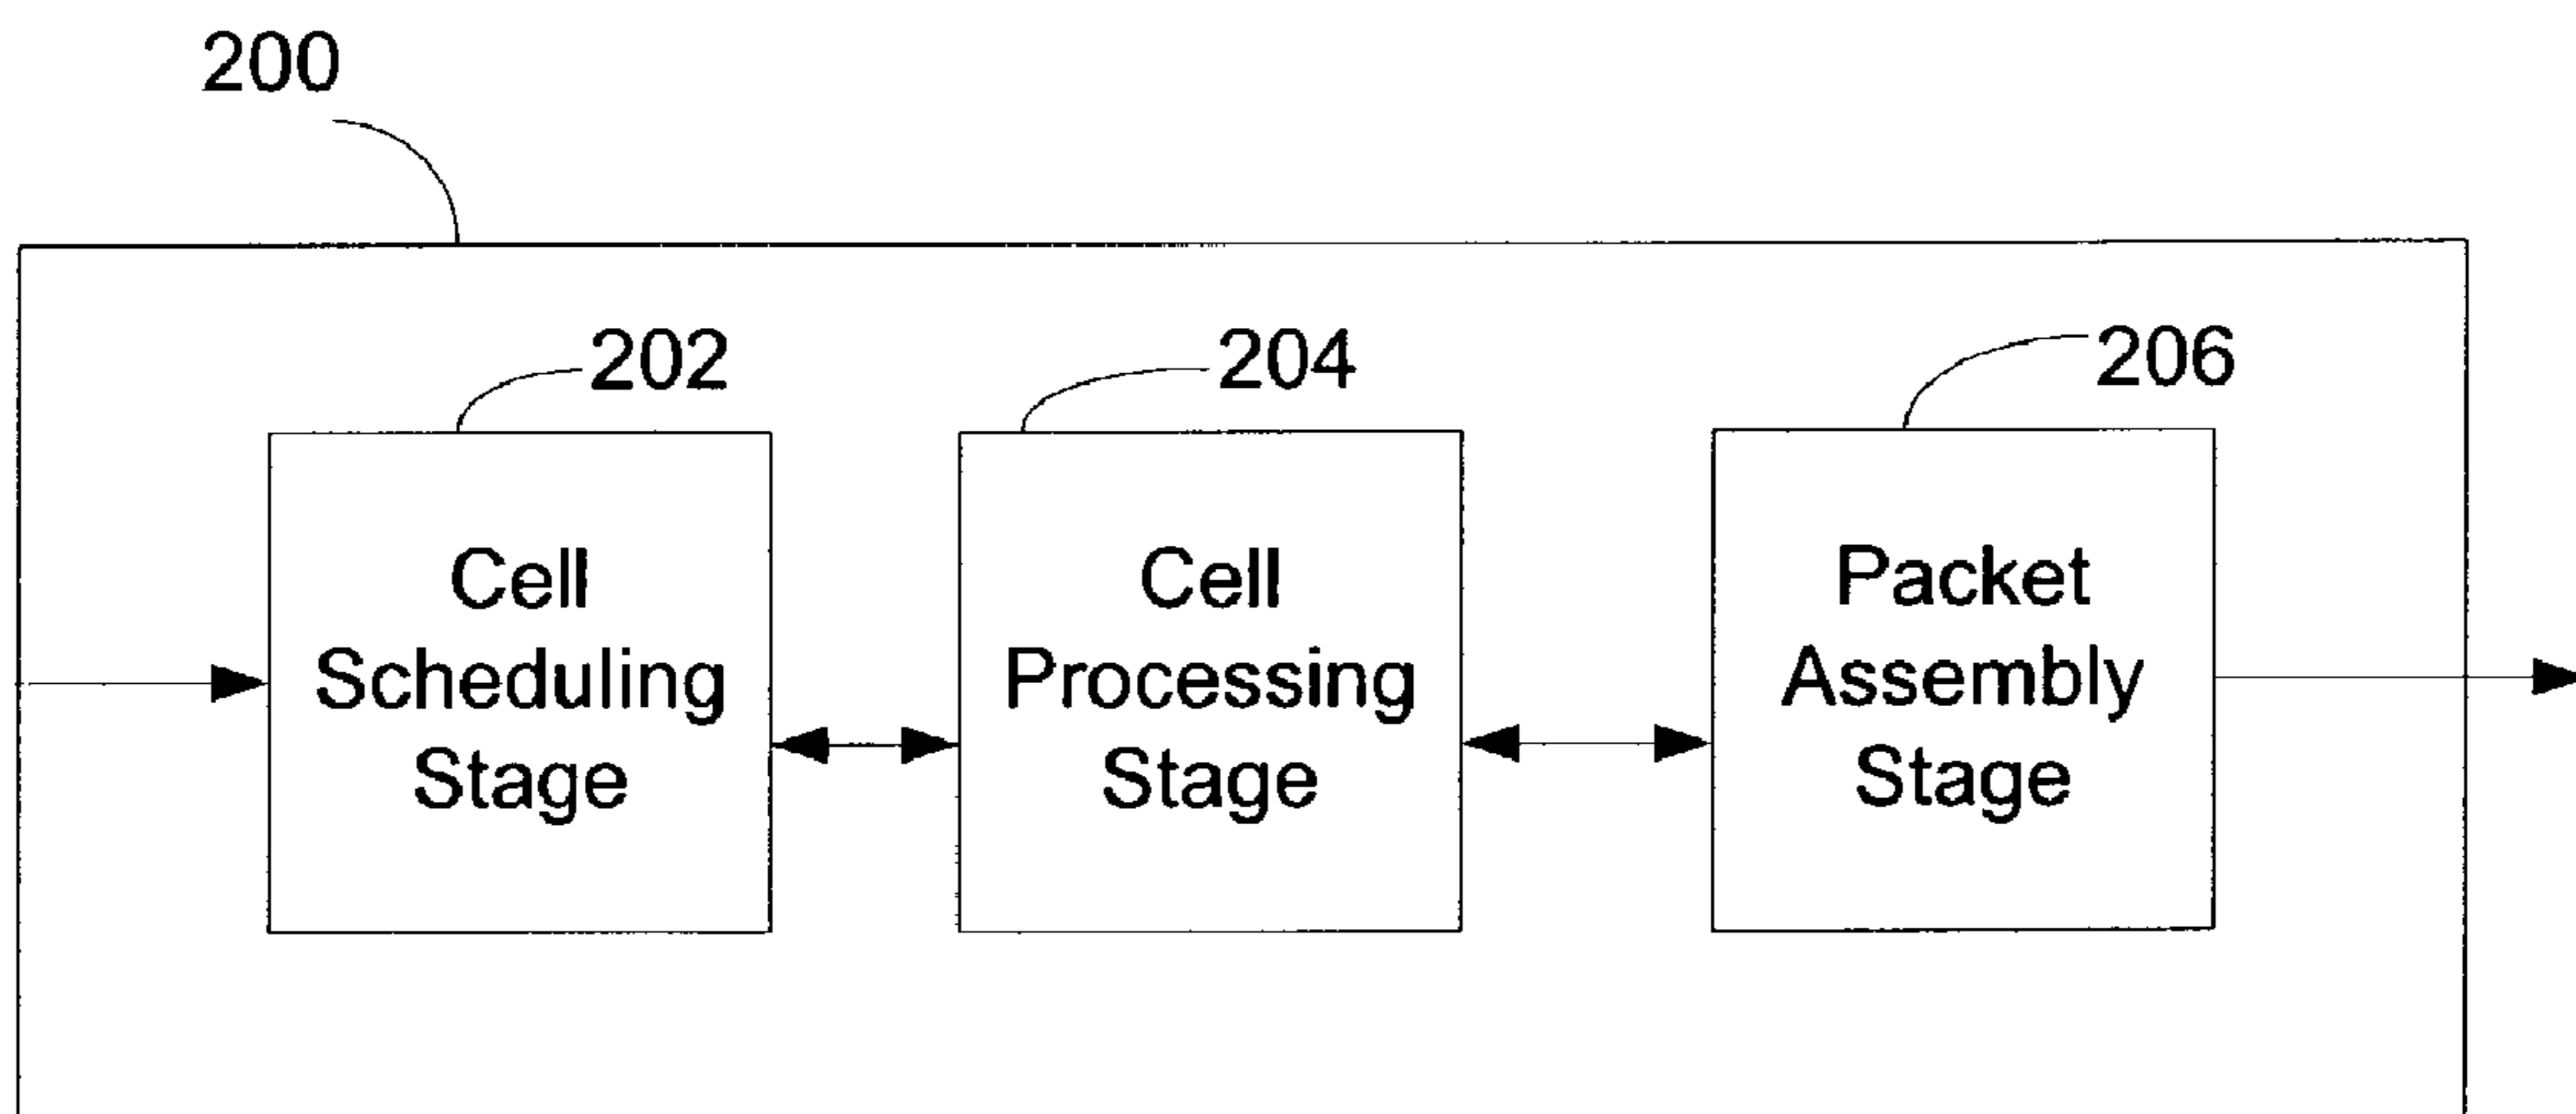 200
202
204
206
Cell
Scheduling
Stage
Cell
Processing
Stage
Packet
Assembly
Stage